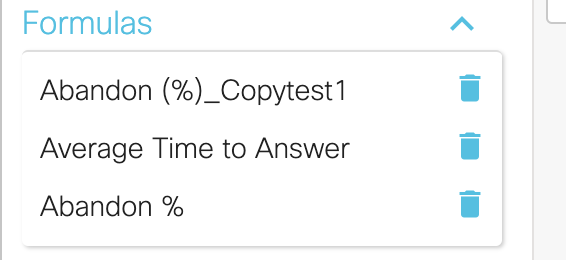 Formulas
Abandon (%)_Copytest1
Average Time to Answer
Abandon %